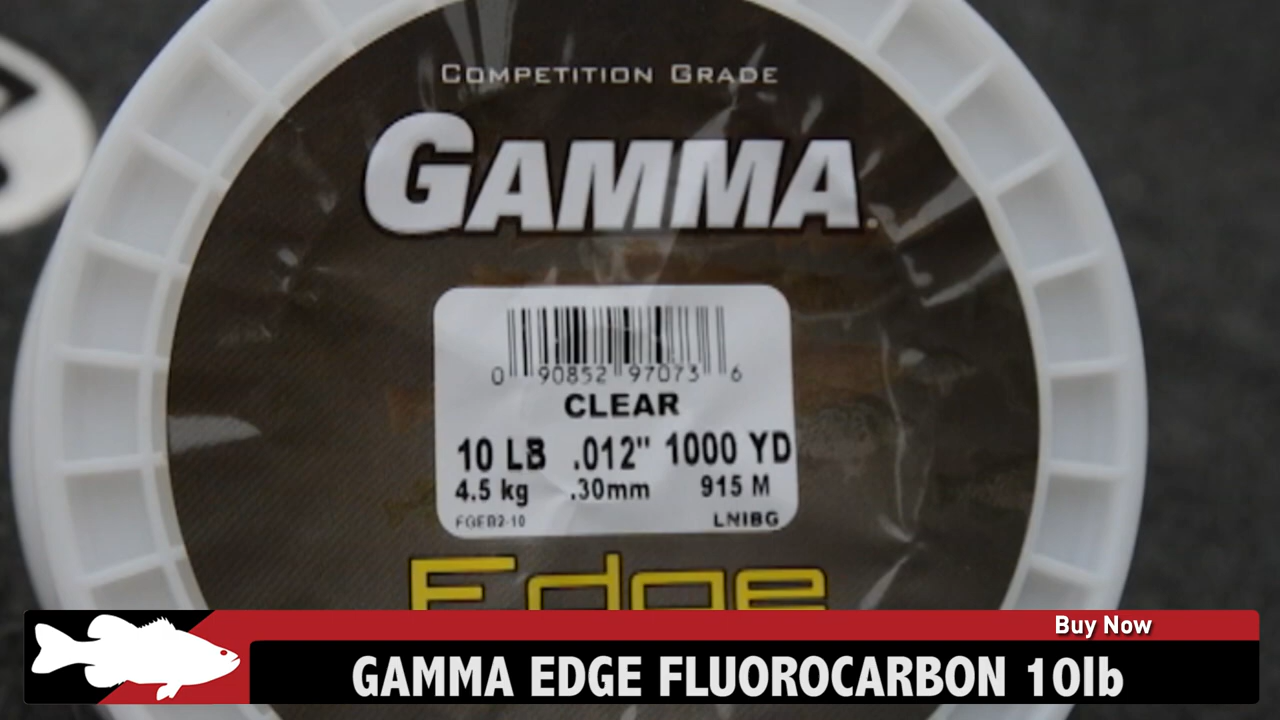 COMPETITION GRADE
GAMMA
0 90852 97073 6
CLEAR
10 LB .012" 1000 YD
4.5 kg .30mm 915 M
FGEB2-10 LNIBG
Edge
Buy Now
GAMMA EDGE FLUOROCARBON 10lb